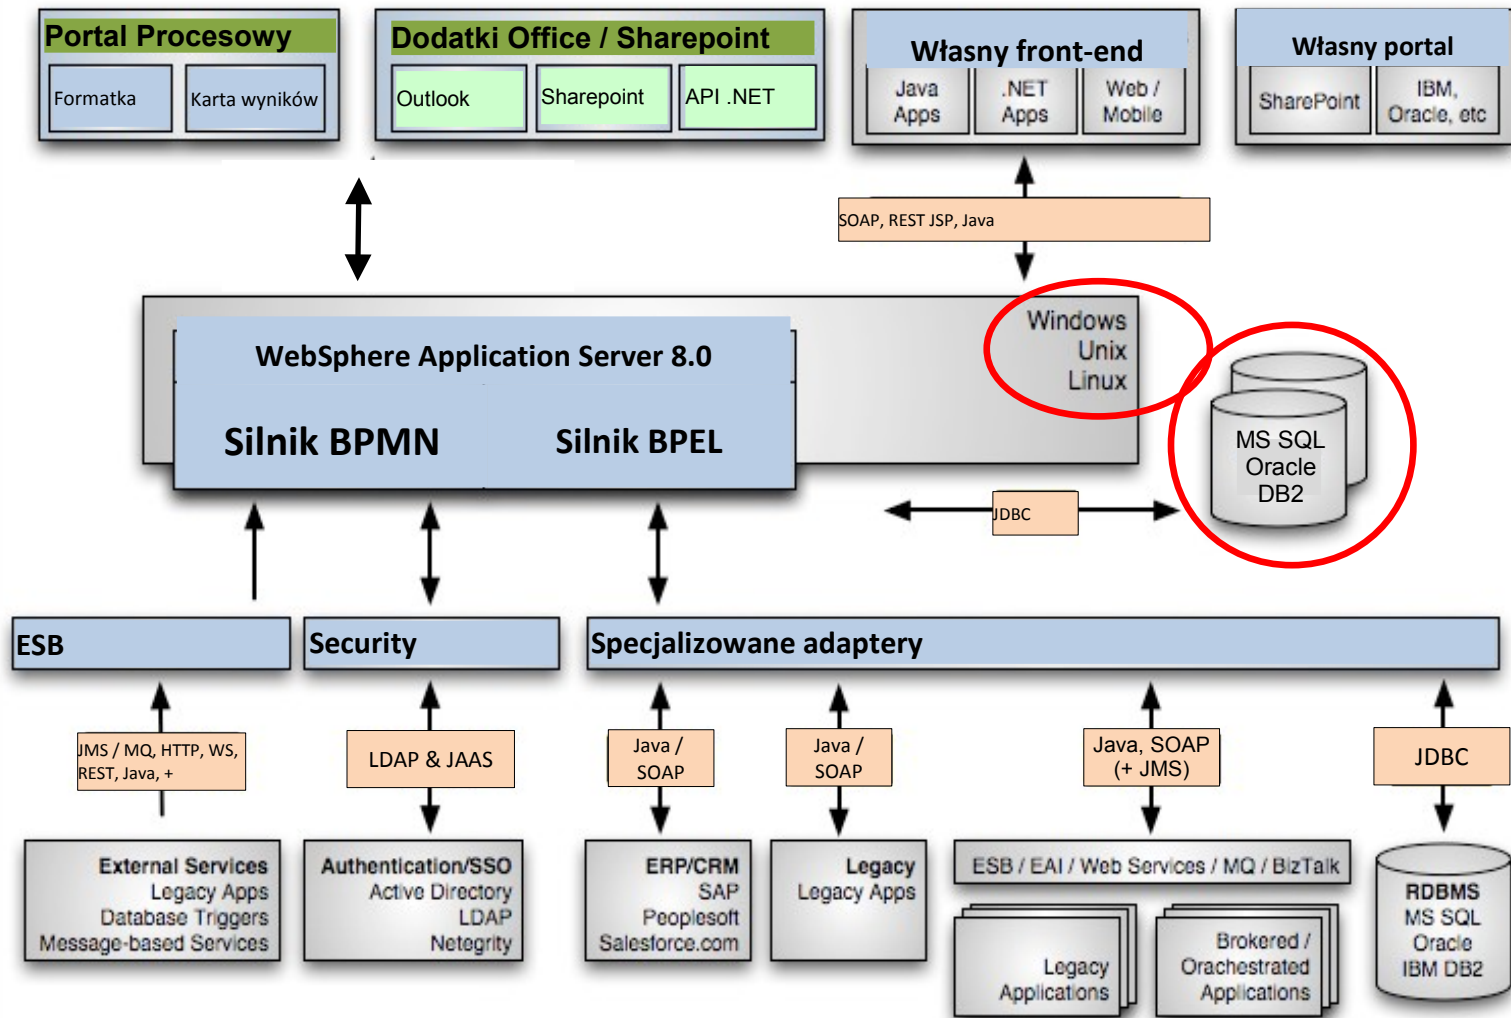 Portal Procesowy
Formatka
Karta wyników
Dodatki Office / Sharepoint
Outlook
Sharepoint
API .NET
Własny front-end
Java
Apps
.NET
Apps
Web /
Mobile
Własny portal
SharePoint
IBM,
Oracle, etc
SOAP, REST JSP, Java
WebSphere Application Server 8.0
Silnik BPMN
Silnik BPEL
Windows
Unix
Linux
MS SQL
Oracle
DB2
JDBC
ESB
Security
Specjalizowane adaptery
JMS / MQ, HTTP, WS,
REST, Java, +
LDAP & JAAS
Java /
SOAP
Java /
SOAP
Java, SOAP
(+ JMS)
JDBC
External Services
Legacy Apps
Database Triggers
Message-based Services
Authentication/SSO
Active Directory
LDAP
Netegrity
ERP/CRM
SAP
Peoplesoft
Salesforce.com
Legacy
Legacy Apps
ESB / EAI / Web Services / MQ / BizTalk
Legacy
Applications
Brokered /
Orachestrated
Applications
RDBMS
MS SQL
Oracle
IBM DB2